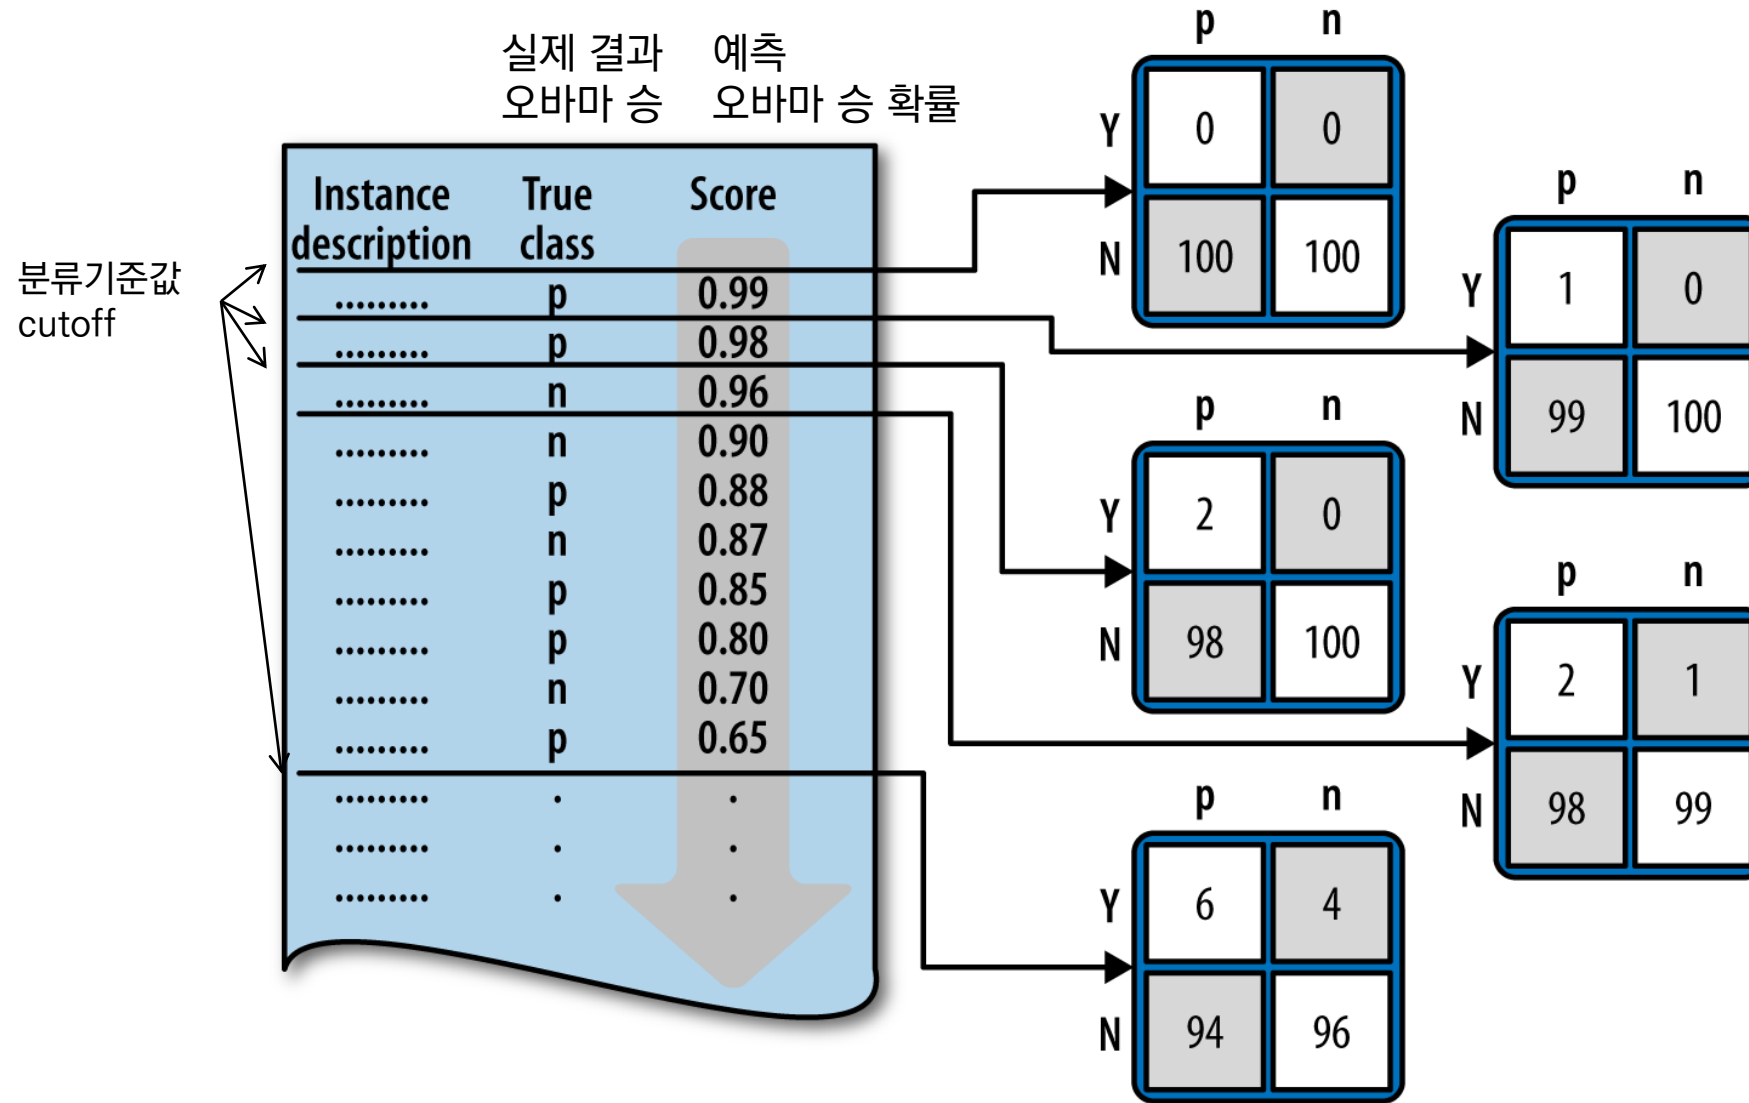 실제 결과
오바마 승
예측
오바마 승 확률
분류기준값
cutoff
Instance description True class Score
......... p 0.99
......... p 0.98
......... n 0.96
......... n 0.90
......... p 0.88
......... n 0.87
......... p 0.85
......... p 0.80
......... n 0.70
......... p 0.65
......... . .
......... . .
......... . .
p n
Y 0 0
N 100 100
p n
Y 1 0
N 99 100
p n
Y 2 0
N 98 100
p n
Y 2 1
N 98 99
p n
Y 6 4
N 94 96